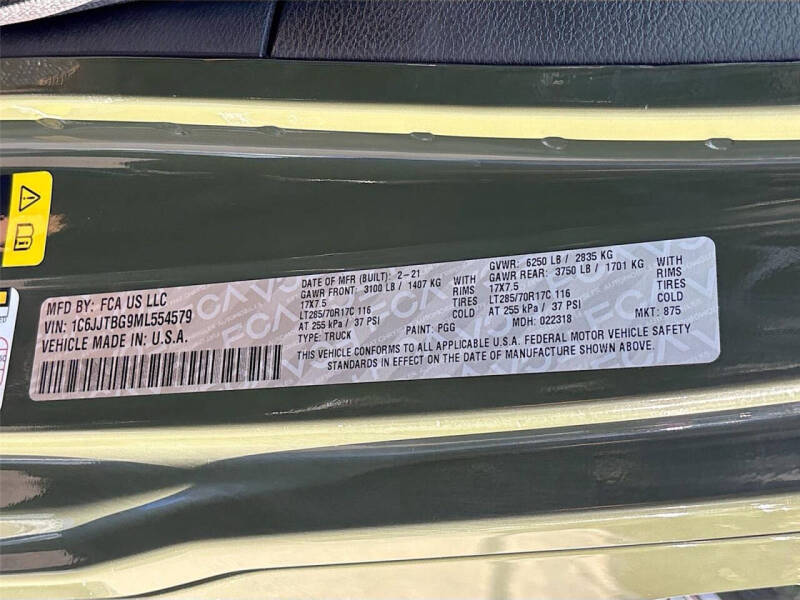 MFD BY: FCA US LLC
VIN: 1C6JJTBG9ML554579
VEHICLE MADE IN: U.S.A.
DATE OF MFR (BUILT): 2-21
GAWR FRONT: 3100 LB / 1407 KG WITH
17X7.5 RIMS
LT285/70R17C 116 TIRES
AT 255 kPa / 37 PSI COLD
TYPE: TRUCK PAINT: PGG
GVWR: 6250 LB / 2835 KG
GAWR REAR: 3750 LB / 1701 KG WITH
17X7.5 RIMS
LT285/70R17C 116 TIRES
AT 255 kPa / 37 PSI COLD
MDH: 022318 MKT: 875
THIS VEHICLE CONFORMS TO ALL APPLICABLE U.S.A. FEDERAL MOTOR VEHICLE SAFETY
STANDARDS IN EFFECT ON THE DATE OF MANUFACTURE SHOWN ABOVE.